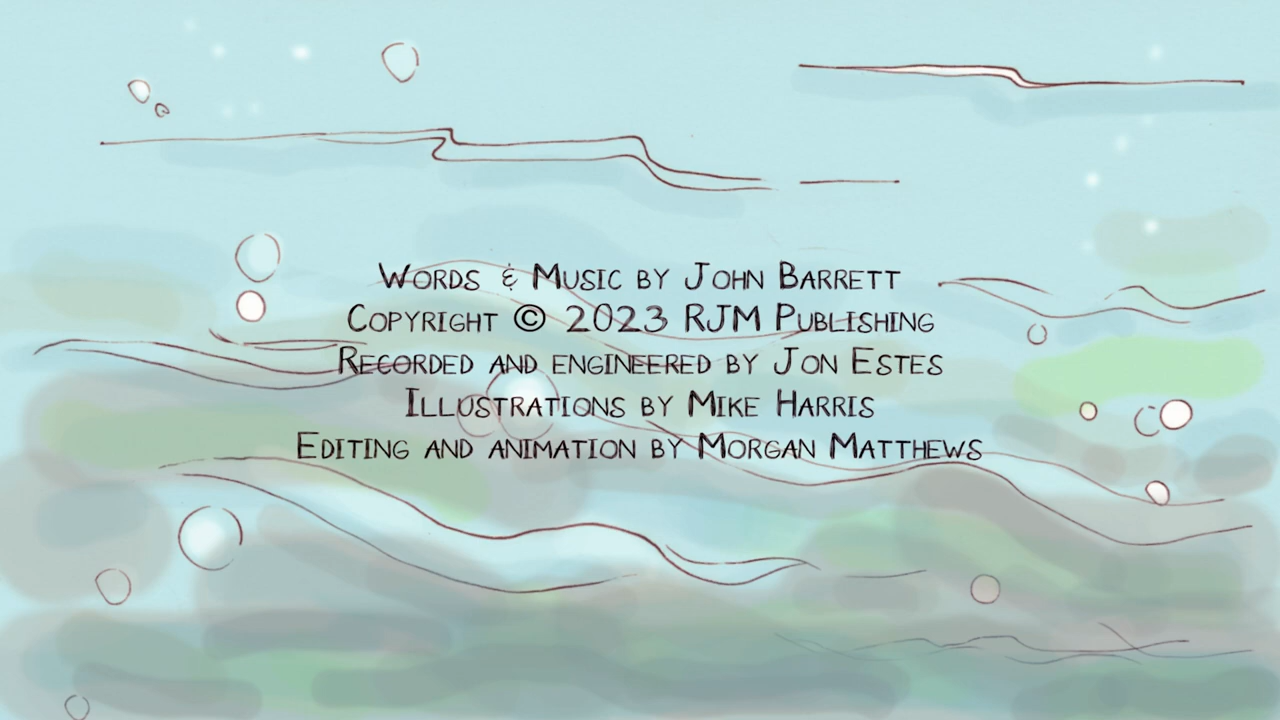 Words & Music by John Barrett
Copyright © 2023 RJM Publishing
Recorded and engineered by Jon Estes
Illustrations by Mike Harris
Editing and animation by Morgan Matthews